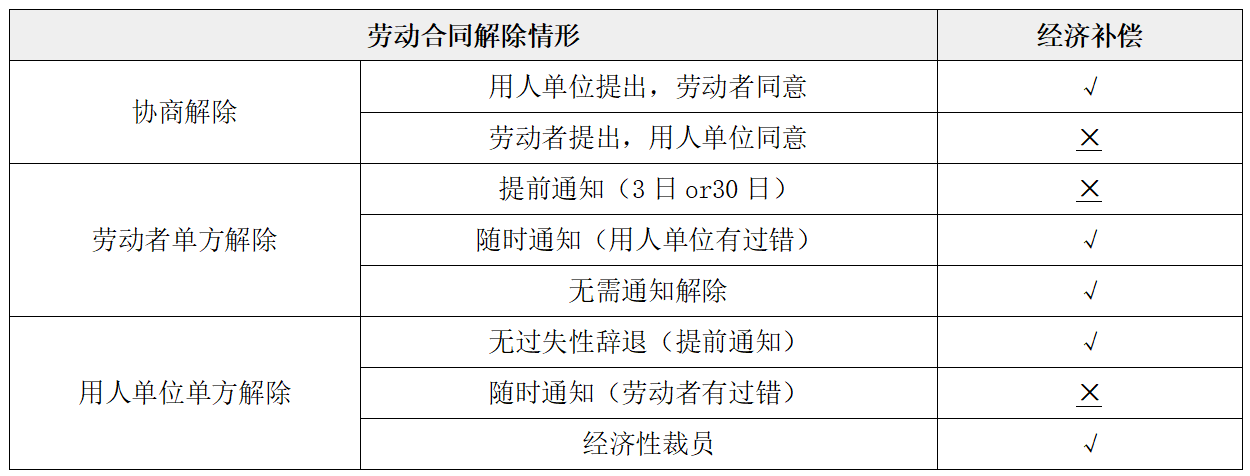 劳动合同解除情形 经济补偿
协商解除 用人单位提出，劳动者同意 √
劳动者提出，用人单位同意 ×
劳动者单方解除 提前通知（3日or30日） ×
随时通知（用人单位有过错） √
无需通知解除 √
用人单位单方解除 无过失性辞退（提前通知） √
随时通知（劳动者有过错） ×
经济性裁员 √